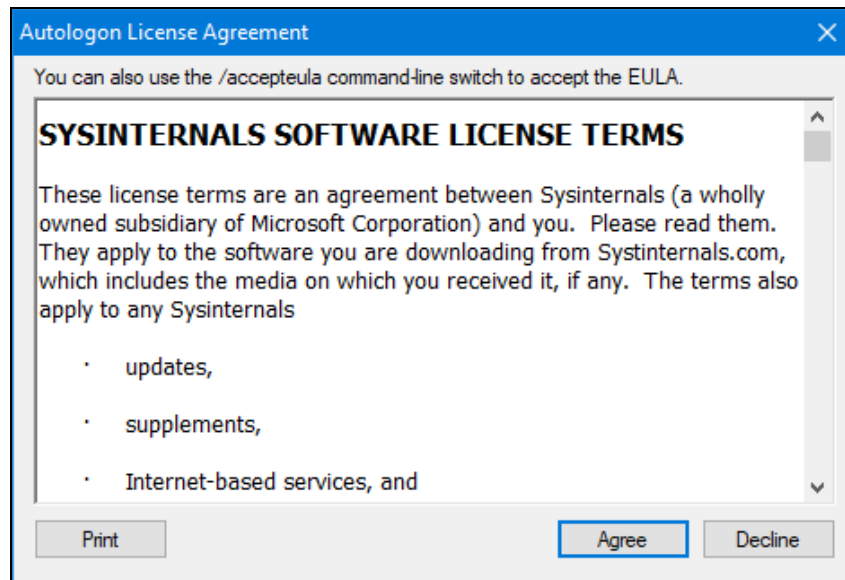 Autologon License Agreement
You can also use the /accepteula command-line switch to accept the EULA.
SYSINTERNALS SOFTWARE LICENSE TERMS
These license terms are an agreement between Sysinternals (a wholly
owned subsidiary of Microsoft Corporation) and you.  Please read them.
They apply to the software you are downloading from Systinternals.com,
which includes the media on which you received it, if any.  The terms also
apply to any Sysinternals
· updates,
· supplements,
· Internet-based services, and
Print Agree Decline